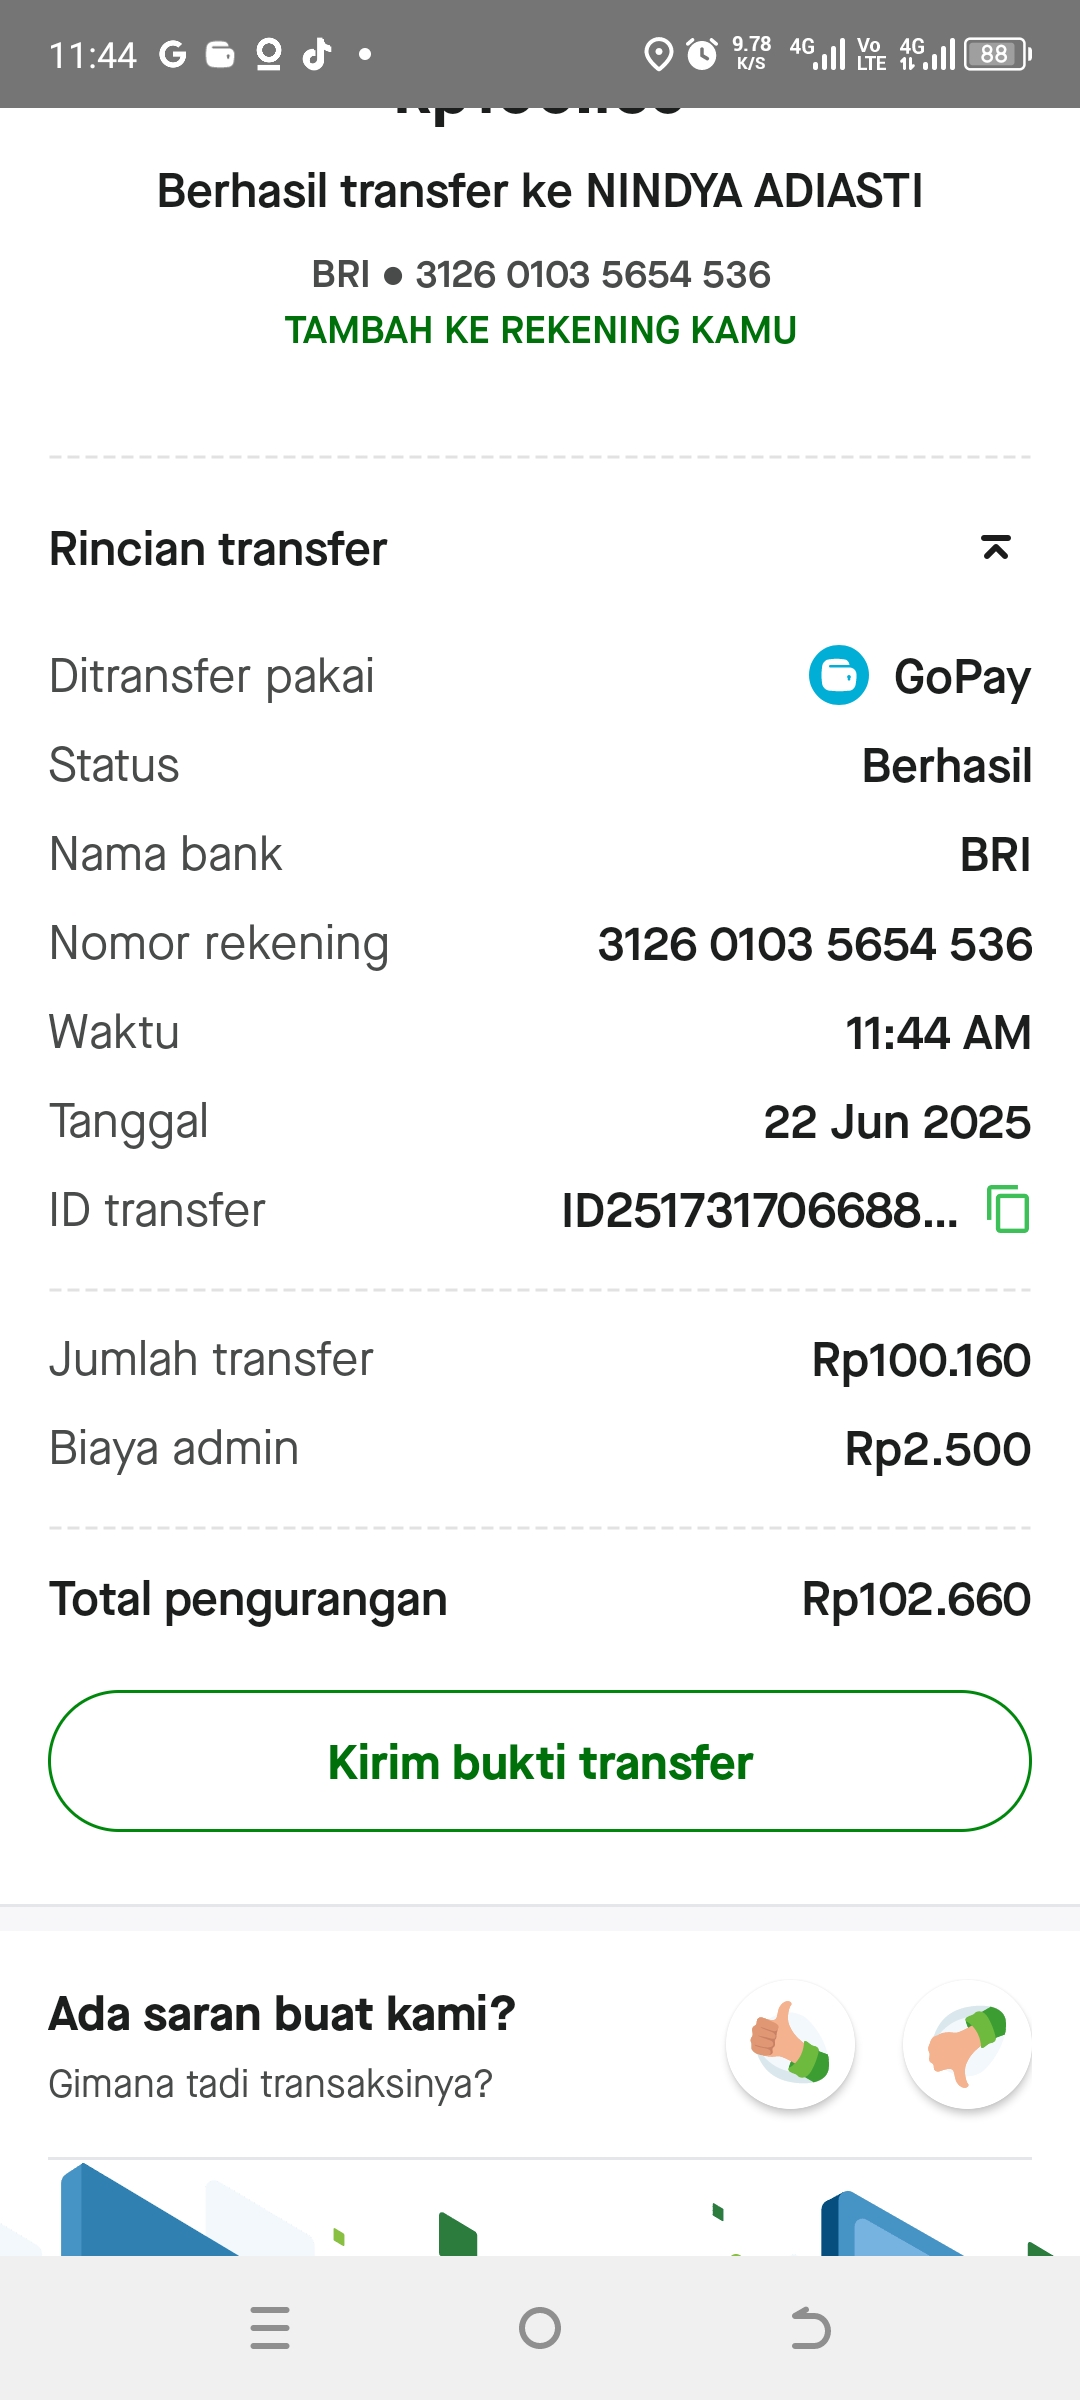 11:44
9.78 K/S 4G Vo LTE 4G 88
Berhasil transfer ke NINDYA ADIASTI
BRI ● 3126 0103 5654 536
TAMBAH KE REKENING KAMU
Rincian transfer
Ditransfer pakai GoPay
Status Berhasil
Nama bank BRI
Nomor rekening 3126 0103 5654 536
Waktu 11:44 AM
Tanggal 22 Jun 2025
ID transfer ID251731706688...
Jumlah transfer Rp100.160
Biaya admin Rp2.500
Total pengurangan Rp102.660
Kirim bukti transfer
Ada saran buat kami?
Gimana tadi transaksinya?